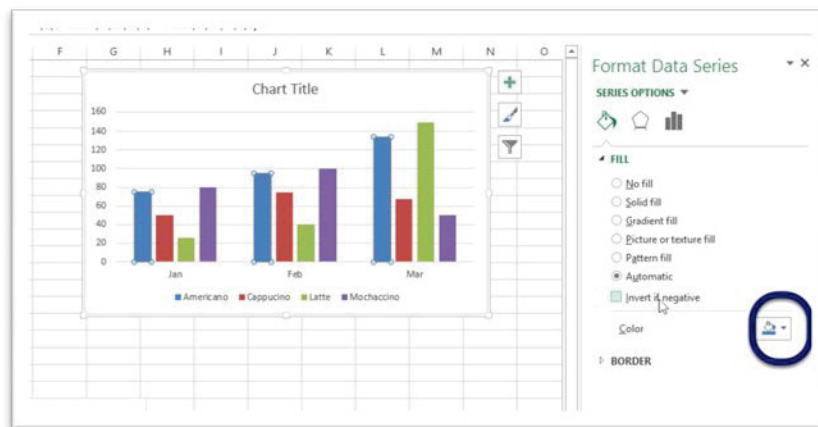 F G H I J K L M N O
Chart Title
160
140
120
100
80
60
40
20
0
Jan Feb Mar
Americano Cappucino Latte Mochaccino
Format Data Series
SERIES OPTIONS
FILL
No fill
Solid fill
Gradient fill
Picture or texture fill
Pattern fill
Automatic
Invert if negative
Color
BORDER